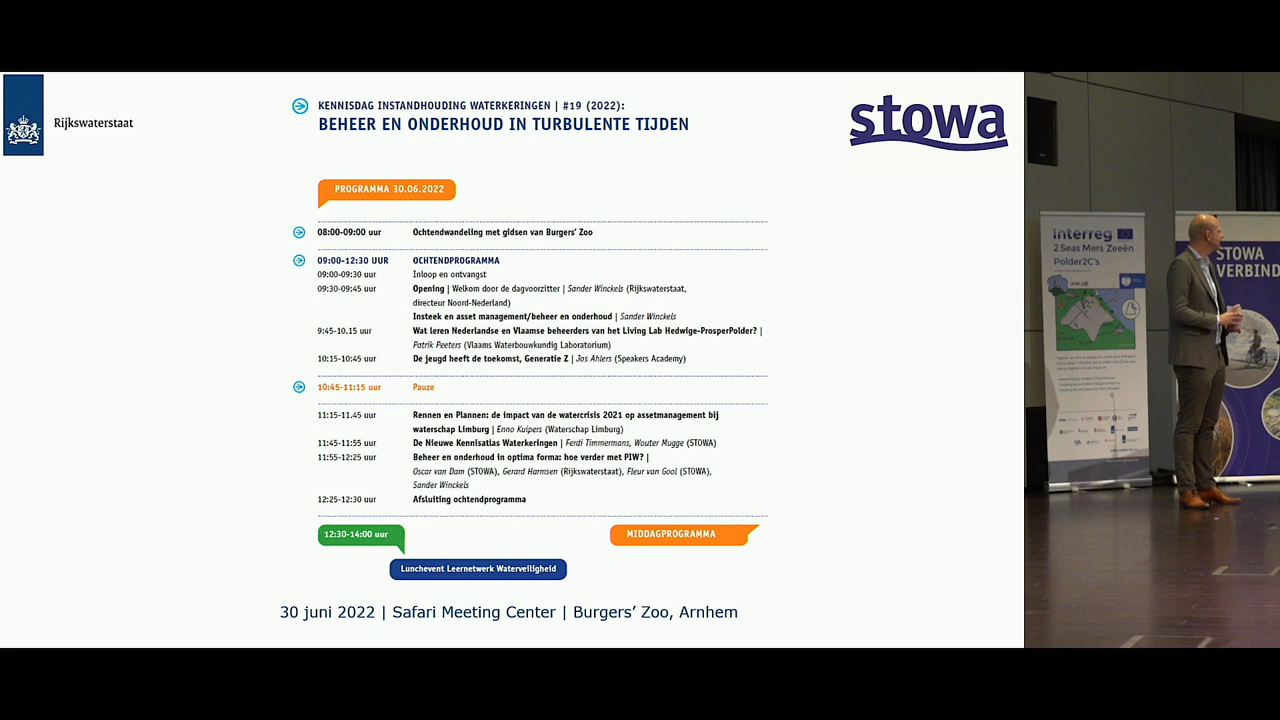 Rijkswaterstaat
KENNISDAG INSTANDHOUDING WATERKERINGEN | #19 (2022):
BEHEER EN ONDERHOUD IN TURBULENTE TIJDEN
stowa
PROGRAMMA 30.06.2022
08:00-09:00 uur Ochtendwandeling met gidsen van Burgers' Zoo
09:00-12:30 UUR OCHTENDPROGRAMMA
09:00-09:30 uur Inloop en ontvangst
09:30-09:45 uur Opening | Welkom door de dagvoorzitter | Sander Winckels (Rijkswaterstaat,
directeur Noord-Nederland)
Insteek en asset management/beheer en onderhoud | Sander Winckels
9:45-10.15 uur Wat leren Nederlandse en Vlaamse beheerders van het Living Lab Hedwige-ProsperPolder? |
Patrik Peeters (Vlaams Waterbouwkundig Laboratorium)
10:15-10:45 uur De jeugd heeft de toekomst, Generatie Z | Jos Ahlers (Speakers Academy)
10:45-11:15 uur Pauze
11:15-11.45 uur Rennen en Plannen: de impact van de watercrisis 2021 op assetmanagement bij
waterschap Limburg | Enno Kuipers (Waterschap Limburg)
11:45-11:55 uur De Nieuwe Kennisatlas Waterkeringen | Ferdi Timmermans, Wouter Mugge (STOWA)
11:55-12:25 uur Beheer en onderhoud in optima forma: hoe verder met PIW? |
Oscar van Dam (STOWA), Gerard Harmsen (Rijkswaterstaat), Fleur van Gool (STOWA),
Sander Winckels
12:25-12:30 uur Afsluiting ochtendprogramma
12:30-14:00 uur
MIDDAGPROGRAMMA
Lunchevent Leernetwerk Waterveiligheid
30 juni 2022 | Safari Meeting Center | Burgers' Zoo, Arnhem
Interreg
2 Seas Mers Zeeën
Polder2C's
STOWA
VERBIND